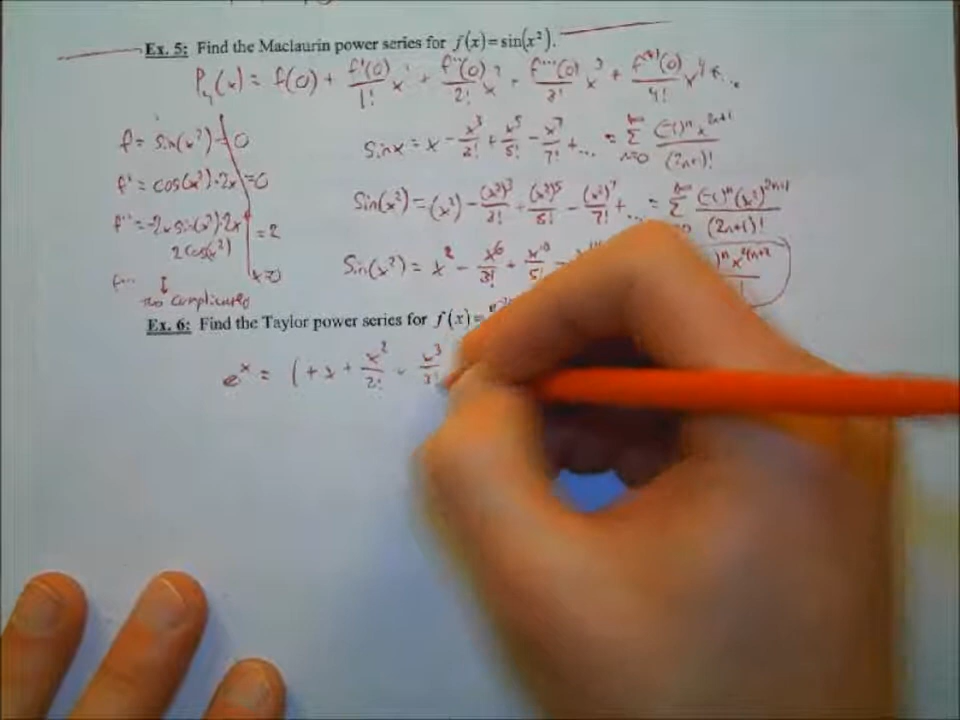 Ex. 5: Find the Maclaurin power series for f(x)=sin(x²).
P₄(x) = f(0) + f'(0)/1! x¹ + f''(0)/2! x² + f'''(0)/3! x³ + f⁽⁴⁾(0)/4! x⁴ + ...
f = sin(x²) = 0
sin x = x - x³/3! + x⁵/5! - x⁷/7! + ... = Σ n=0 (-1)ⁿ x²ⁿ⁺¹/(2n+1)!
f' = cos(x²)·2x = 0
sin(x²) = (x²) - (x²)³/3! + (x²)⁵/5! - (x²)⁷/7! + ... = Σ (-1)ⁿ(x²)²ⁿ⁺¹/(2n+1)!
f'' = -2x sin(x²)·2x = 2
2cos(x²)
Sin(x²) = x² - x⁶/3! + x¹⁰/5! - )ⁿ x⁴ⁿ⁺²
x=0
too complicated
Ex. 6: Find the Taylor power series for f(x)=
eˣ = 1 + x + x²/2! + x³/3!